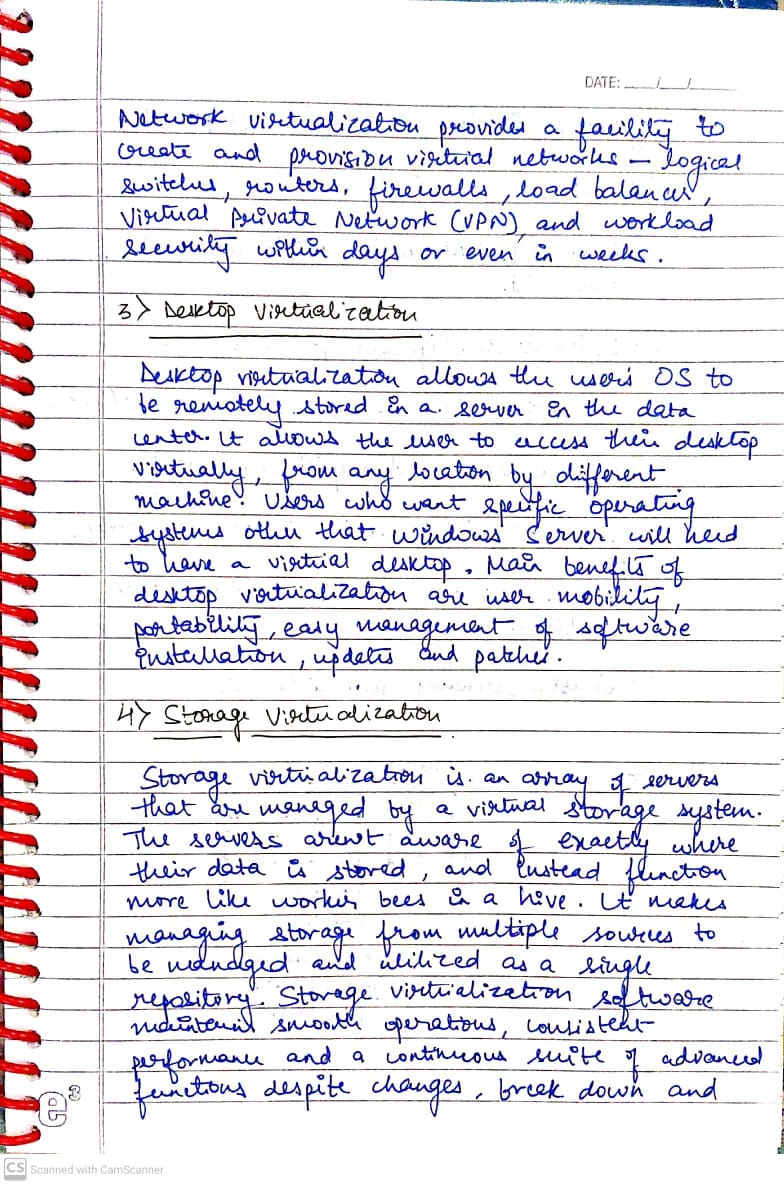 DATE: __/__/____
Network virtualization provides a facility to
create and provision virtual networks – logical
switches, routers, firewalls, load balancer,
Virtual Private Network (VPN), and workload
security within days or even in weeks.
3> Desktop Virtualization
Desktop virtualization allows the user's OS to
be remotely stored in a server in the data
center. It allows the user to access their desktop
virtually, from any location by different
machine. Users who want specific operating
systems other that Windows Server will need
to have a virtual desktop. Main benefits of
desktop virtualization are user mobility,
portability, easy management of software
installation, updates and patches.
4> Storage Virtualization
Storage virtualization is an array of servers
that are managed by a virtual storage system.
The servers aren't aware of exactly where
their data is stored, and instead function
more like worker bees in a hive. It makes
managing storage from multiple sources to
be managed and utilized as a single
repository. Storage virtualization software
maintains smooth operations, consistent
performance and a continuous suite of advanced
functions despite changes, break down and
e3
CS Scanned with CamScanner